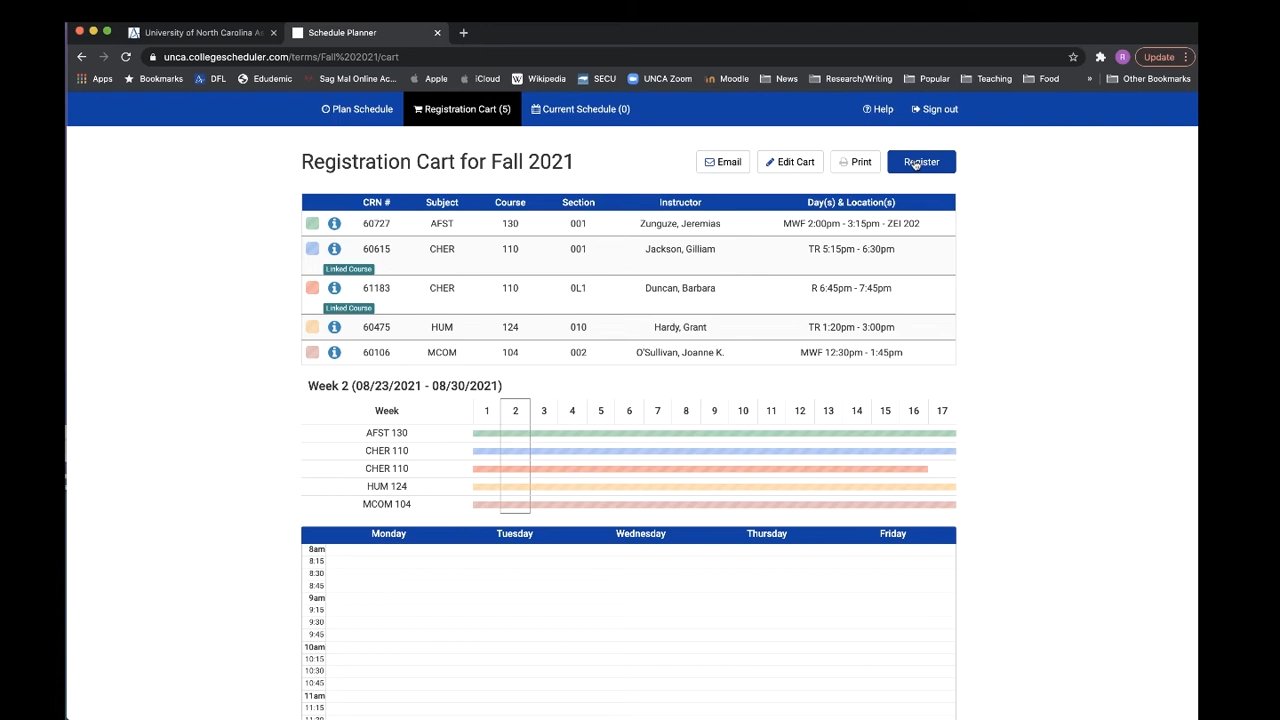 University of North Carolina As
Schedule Planner
unca.collegescheduler.com/terms/Fall%202021/cart
R
Update
Apps
Bookmarks
DFL
Edudemic
Sag Mal Online Ac...
Apple
iCloud
Wikipedia
SECU
UNCA Zoom
Moodle
News
Research/Writing
Popular
Teaching
Food
»
Other Bookmarks
Plan Schedule
Registration Cart (5)
Current Schedule (0)
Help
Sign out
Registration Cart for Fall 2021
Email
Edit Cart
Print
Register
CRN # Subject Course Section Instructor Day(s) & Location(s)
60727 AFST 130 001 Zunguze, Jeremias MWF 2:00pm - 3:15pm - ZEI 202
60615 CHER 110 001 Jackson, Gilliam TR 5:15pm - 6:30pm
Linked Course
61183 CHER 110 0L1 Duncan, Barbara R 6:45pm - 7:45pm
Linked Course
60475 HUM 124 010 Hardy, Grant TR 1:20pm - 3:00pm
60106 MCOM 104 002 O'Sullivan, Joanne K. MWF 12:30pm - 1:45pm
Week 2 (08/23/2021 - 08/30/2021)
Week 1 2 3 4 5 6 7 8 9 10 11 12 13 14 15 16 17
AFST 130
CHER 110
CHER 110
HUM 124
MCOM 104
Monday Tuesday Wednesday Thursday Friday
8am
8:15
8:30
8:45
9am
9:15
9:30
9:45
10am
10:15
10:30
10:45
11am
11:15